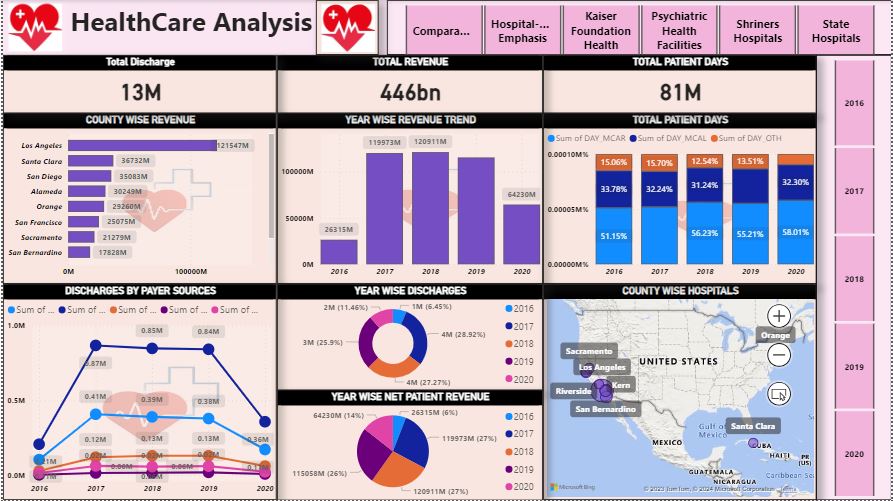 HealthCare Analysis
Compara...
Hospital-...
Emphasis
Kaiser
Foundation
Health
Psychiatric
Health
Facilities
Shriners
Hospitals
State
Hospitals
Total Discharge
13M
TOTAL REVENUE
446bn
TOTAL PATIENT DAYS
81M
2016
2017
2018
2019
2020
COUNTY WISE REVENUE
Los Angeles 121547M
Santa Clara 36732M
San Diego 35083M
Alameda 30249M
Orange 29260M
San Francisco 25075M
Sacramento 21279M
San Bernardino 17828M
0M 100000M
YEAR WISE REVENUE TREND
119973M 120911M
100000M
64230M
50000M
26315M
0M
2016 2017 2018 2019 2020
TOTAL PATIENT DAYS
Sum of DAY_MCAR Sum of DAY_MCAL Sum of DAY_OTH
0.00010M%
15.06% 15.70% 12.54% 13.51%
33.78% 32.24% 31.24% 32.30%
0.00005M%
51.15% 56.23% 55.21% 58.01%
0.00000M%
2016 2017 2018 2019 2020
DISCHARGES BY PAYER SOURCES
Sum of ... Sum of ... Sum of ... Sum of ... Sum of ...
1.0M
0.85M 0.84M
0.87M
0.5M
0.41M 0.39M 0.38M
0.36M
0.12M 0.13M 0.13M
0.06M 0.06M
0.0M
2016 2017 2018 2019 2020
YEAR WISE DISCHARGES
2M (11.46%) 1M (6.45%)
3M (25.9%) 4M (28.92%)
4M (27.27%)
2016
2017
2018
2019
2020
YEAR WISE NET PATIENT REVENUE
64230M (14%) 26315M (6%)
119973M (27%)
115058M (26%)
120911M (27%)
2016
2017
2018
2019
2020
COUNTY WISE HOSPITALS
Orange
Sacramento
UNITED STATES
Los Angeles
Riverside Kern
San Bernardino
Santa Clara
Gulf of
Mexico
MEXICO
CUBA
HAITI
PR
(US)
Caribbean Se
GUATEMALA
NICARAGUA
Microsoft Bing
© 2023 TomTom, © 2024 Microsoft Corporation